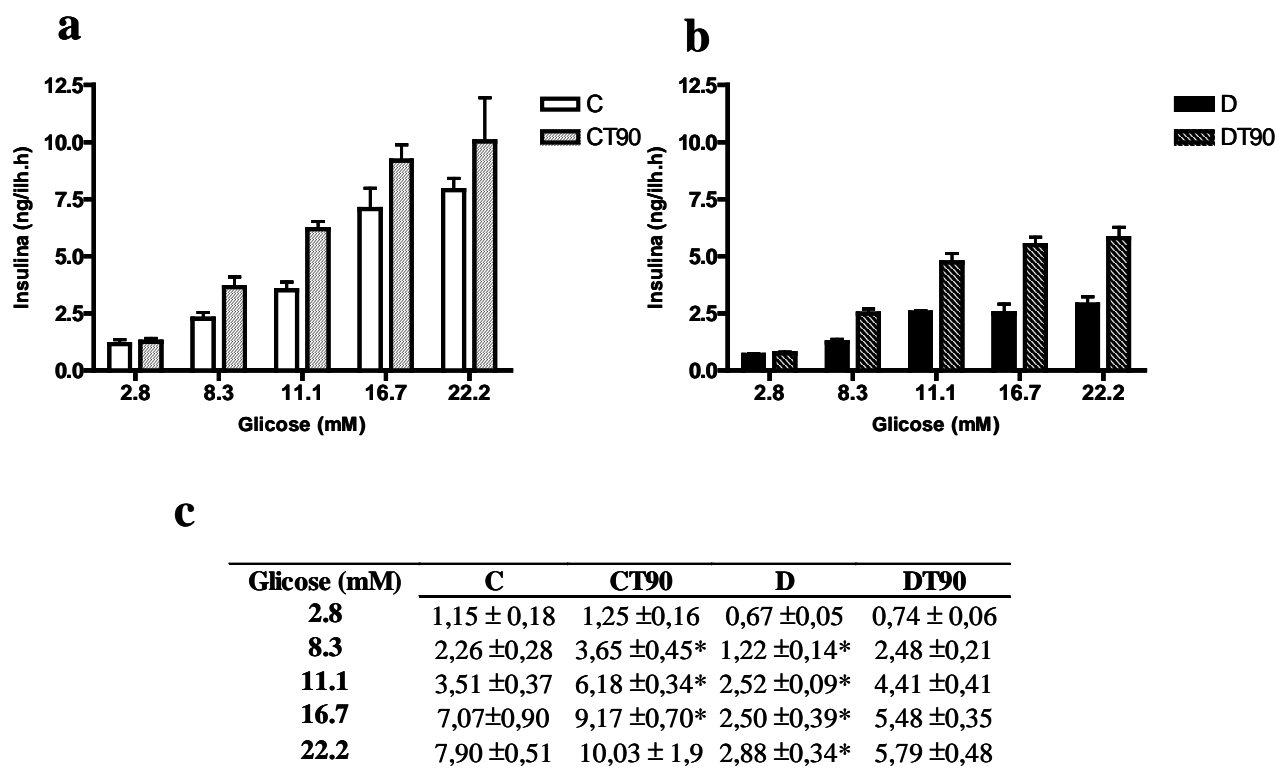 a
12.5
10.0
7.5
5.0
2.5
0.0
Insulina (ng/ilh.h)
2.8 8.3 11.1 16.7 22.2
Glicose (mM)
C
CT90
b
12.5
10.0
7.5
5.0
2.5
0.0
Insulina (ng/ilh.h)
2.8 8.3 11.1 16.7 22.2
Glicose (mM)
D
DT90
c
Glicose (mM) C CT90 D DT90
2.8 1,15 ± 0,18 1,25 ±0,16 0,67 ±0,05 0,74 ± 0,06
8.3 2,26 ±0,28 3,65 ±0,45* 1,22 ±0,14* 2,48 ±0,21
11.1 3,51 ±0,37 6,18 ±0,34* 2,52 ±0,09* 4,41 ±0,41
16.7 7,07±0,90 9,17 ±0,70* 2,50 ±0,39* 5,48 ±0,35
22.2 7,90 ±0,51 10,03 ± 1,9 2,88 ±0,34* 5,79 ±0,48